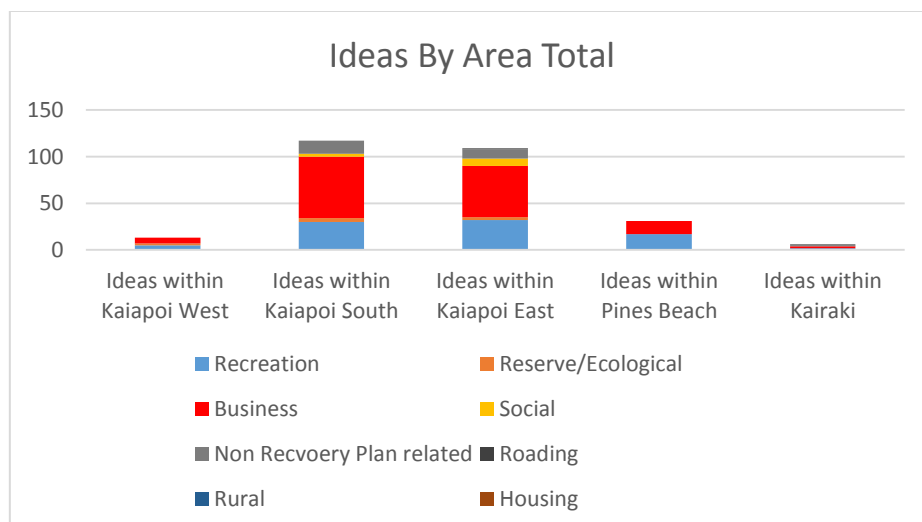 Ideas By Area Total
150
100
50
0
Ideas within Kaiapoi West
Ideas within Kaiapoi South
Ideas within Kaiapoi East
Ideas within Pines Beach
Ideas within Kairaki
Recreation
Reserve/Ecological
Business
Social
Non Recvoery Plan related
Roading
Rural
Housing